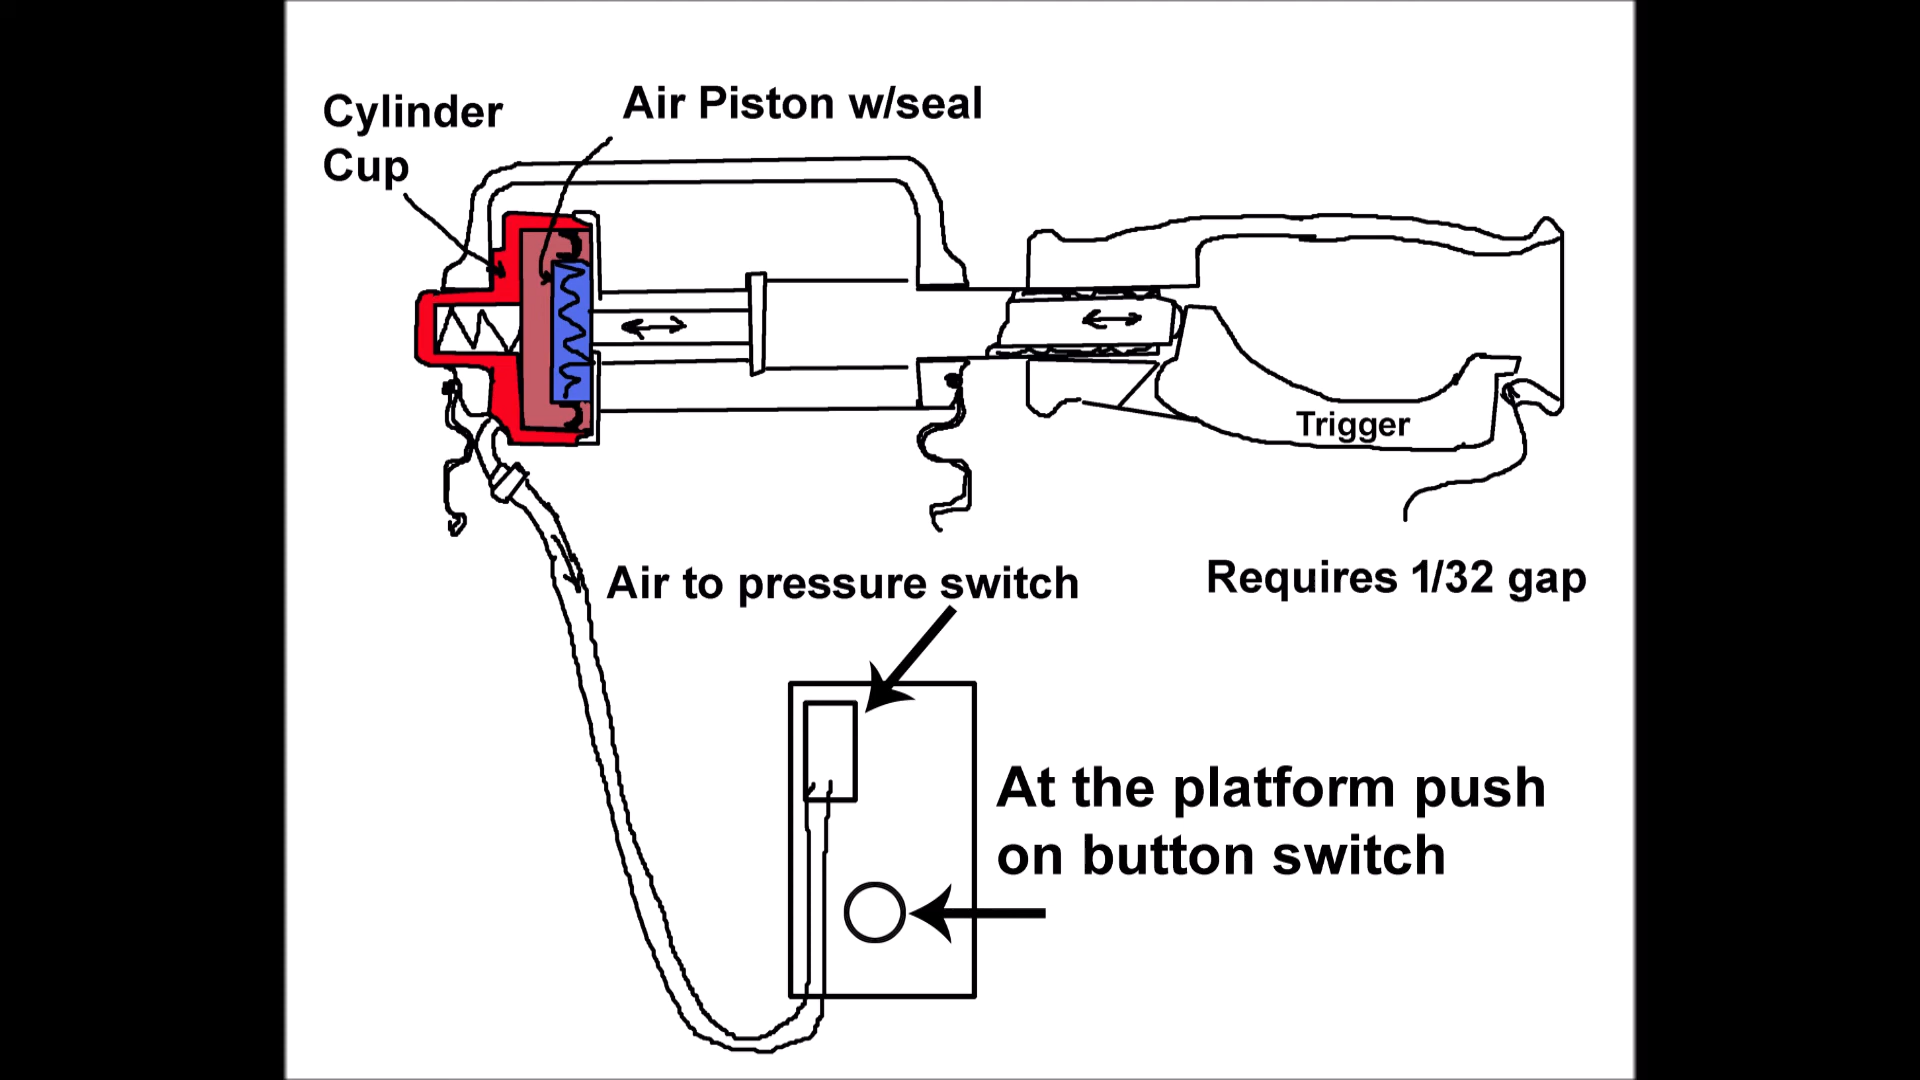 Cylinder
Cup
Air Piston w/seal
Trigger
Air to pressure switch
Requires 1/32 gap
At the platform push
on button switch